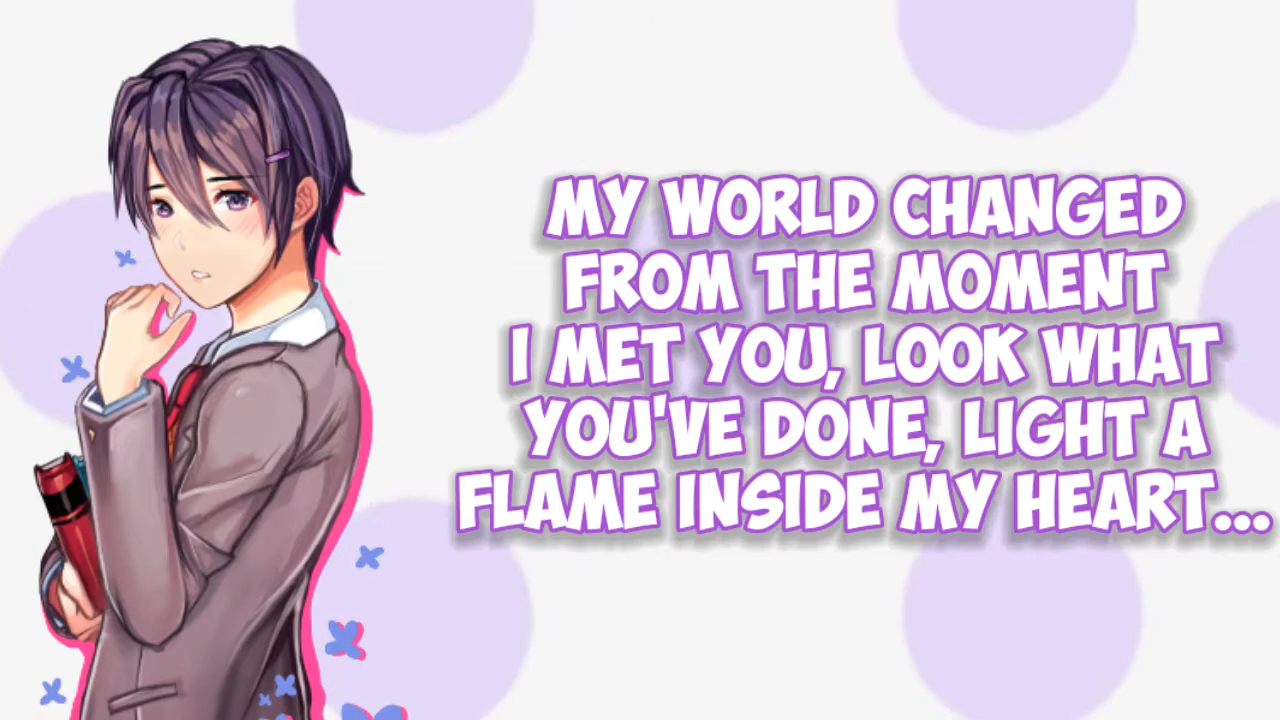 MY WORLD CHANGED
FROM THE MOMENT
I MET YOU, LOOK WHAT
YOU'VE DONE, LIGHT A
FLAME INSIDE MY HEART...